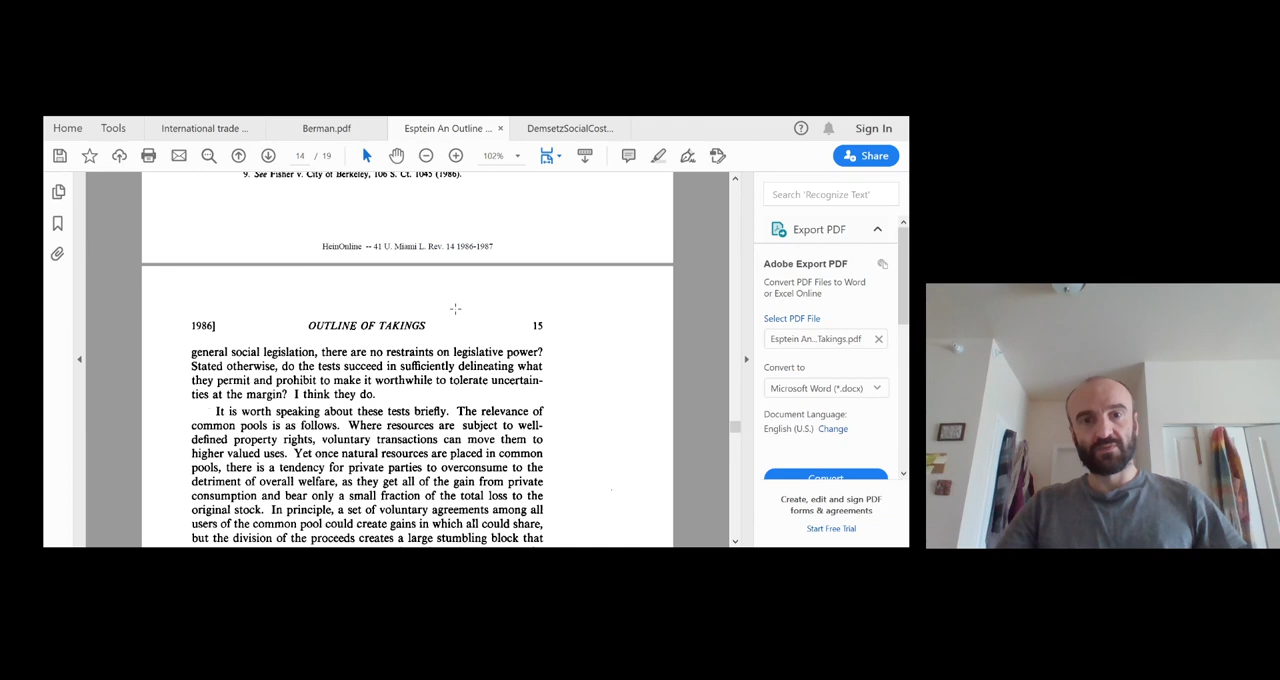 Home Tools International trade ... Berman.pdf Esptein An Outline ... × DemsetzSocialCost... Sign In
14 / 19 102% Share
9. See Fisher v. City of Berkeley, 106 S. Ct. 1045 (1986).
HeinOnline -- 41 U. Miami L. Rev. 14 1986-1987
1986] OUTLINE OF TAKINGS 15
general social legislation, there are no restraints on legislative power?
Stated otherwise, do the tests succeed in sufficiently delineating what
they permit and prohibit to make it worthwhile to tolerate uncertain-
ties at the margin? I think they do.
It is worth speaking about these tests briefly. The relevance of
common pools is as follows. Where resources are subject to well-
defined property rights, voluntary transactions can move them to
higher valued uses. Yet once natural resources are placed in common
pools, there is a tendency for private parties to overconsume to the
detriment of overall welfare, as they get all of the gain from private
consumption and bear only a small fraction of the total loss to the
original stock. In principle, a set of voluntary agreements among all
users of the common pool could create gains in which all could share,
but the division of the proceeds creates a large stumbling block that
Search 'Recognize Text'
Export PDF
Adobe Export PDF
Convert PDF Files to Word
or Excel Online
Select PDF File
Esptein An...Takings.pdf
Convert to
Microsoft Word (*.docx)
Document Language:
English (U.S.) Change
Convert
Create, edit and sign PDF
forms & agreements
Start Free Trial